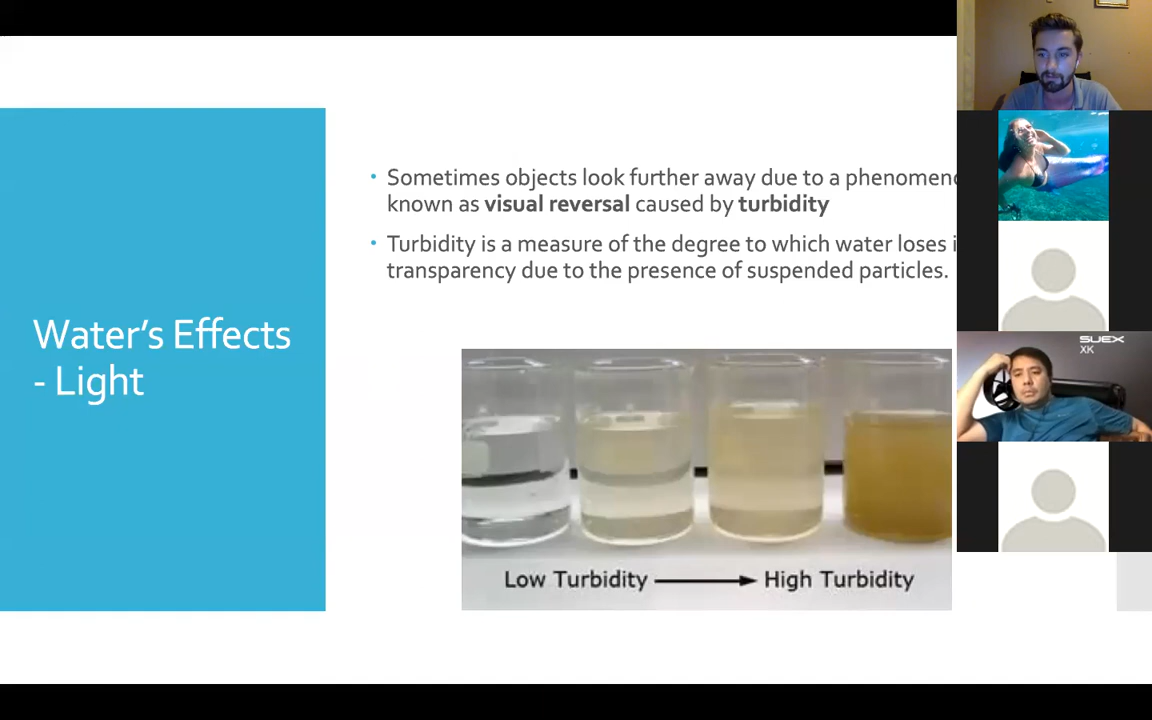 Water's Effects
- Light
• Sometimes objects look further away due to a
known as visual reversal caused by turbidity
• Turbidity is a measure of the degree to which water loses
transparency due to the presence of suspended particles.
Low Turbidity
High Turbidity
SUEX
XK